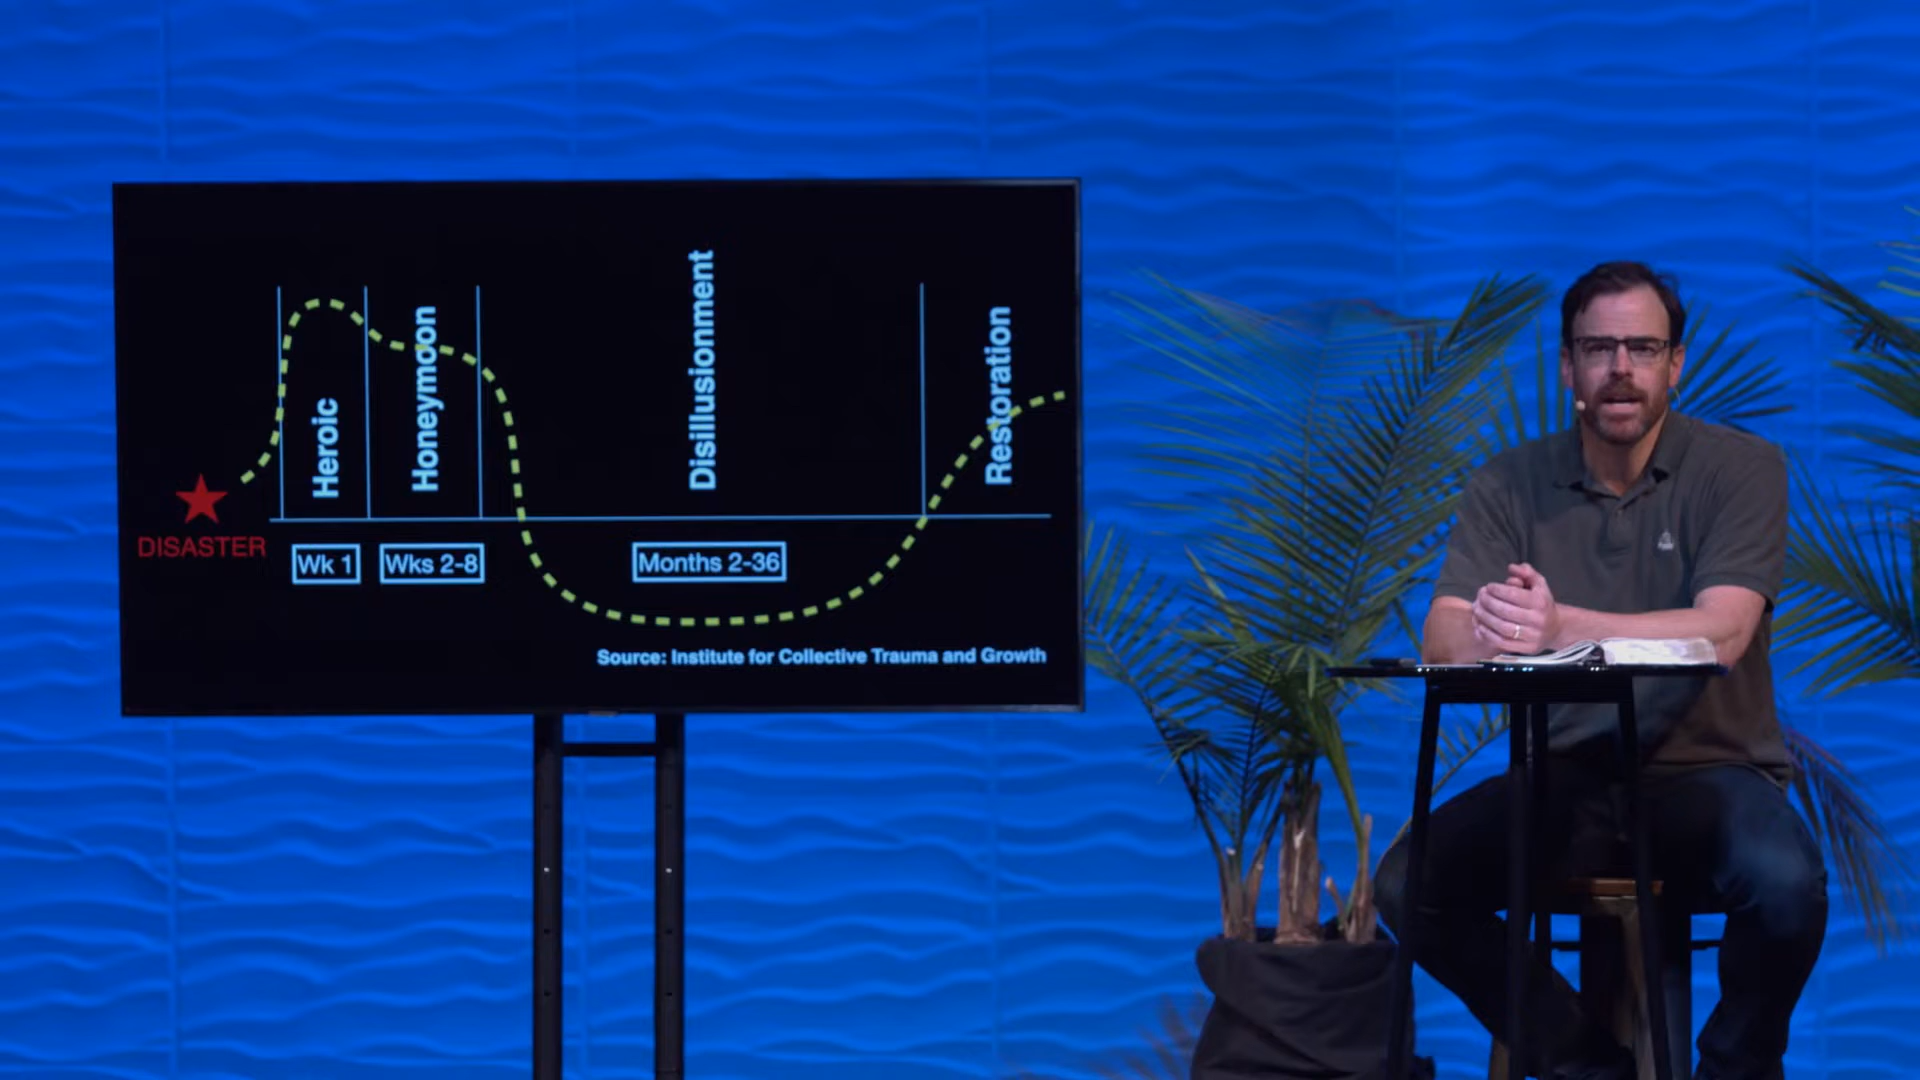 Heroic
Honeymoon
Disillusionment
Restoration
DISASTER
Wk 1
Wks 2-8
Months 2-36
Source: Institute for Collective Trauma and Growth